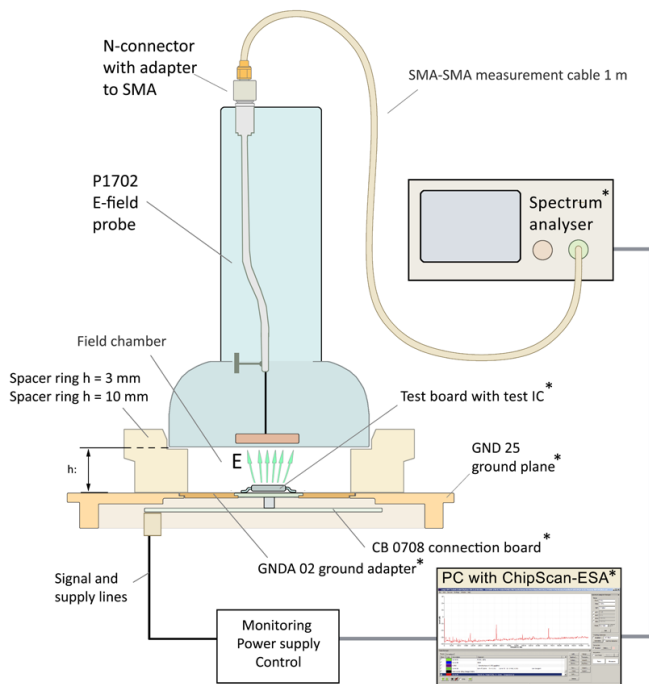 N-connector
with adapter
to SMA
SMA-SMA measurement cable 1 m
P1702
E-field
probe
Spectrum*
analyser
Field chamber
Spacer ring h = 3 mm
Spacer ring h = 10 mm
Test board with test IC*
GND 25
ground plane*
h:
E
CB 0708 connection board*
GNDA 02 ground adapter*
Signal and
supply lines
PC with ChipScan-ESA*
Monitoring
Power supply
Control